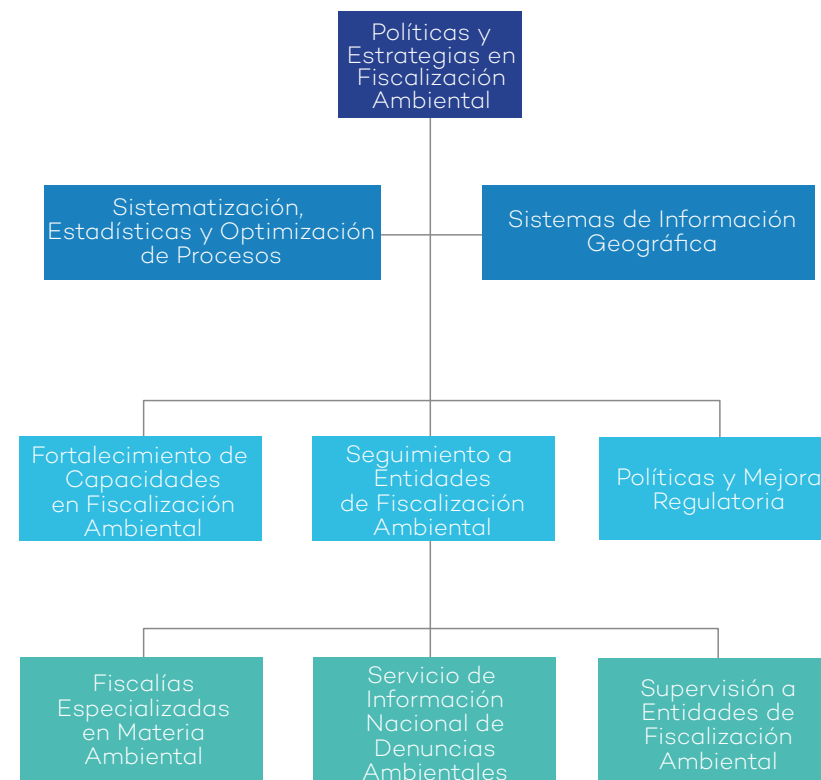 Políticas y
Estrategias en
Fiscalización
Ambiental
Sistematización,
Estadísticas y Optimización
de Procesos
Sistemas de Información
Geográfica
Fortalecimiento de
Capacidades
en Fiscalización
Ambiental
Seguimiento a
Entidades
de Fiscalización
Ambiental
Políticas y Mejora
Regulatoria
Fiscalías
Especializadas
en Materia
Ambiental
Servicio de
Información
Nacional de
Denuncias
Ambientales
Supervisión a
Entidades de
Fiscalización
Ambiental